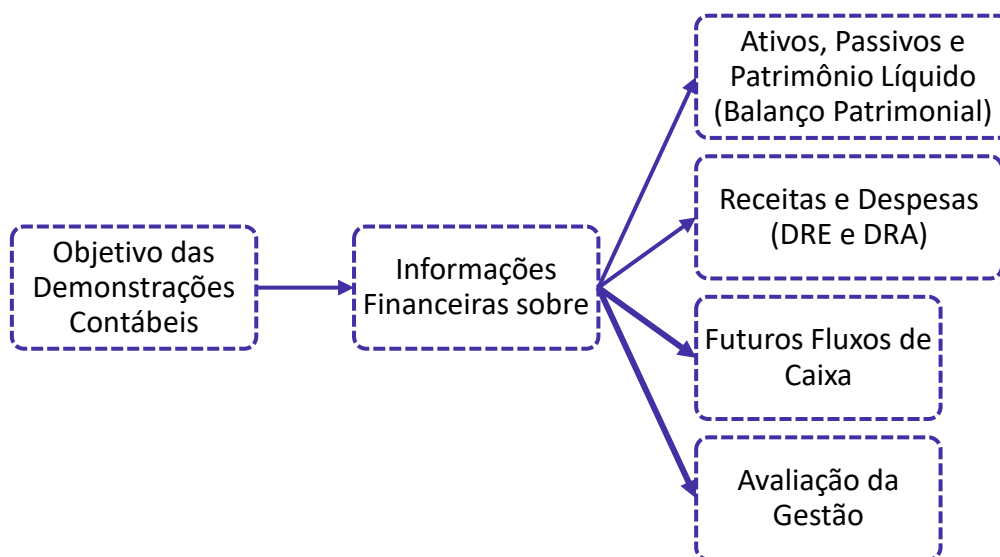 Objetivo das
Demonstrações
Contábeis
Informações
Financeiras sobre
Ativos, Passivos e
Patrimônio Líquido
(Balanço Patrimonial)
Receitas e Despesas
(DRE e DRA)
Futuros Fluxos de
Caixa
Avaliação da
Gestão